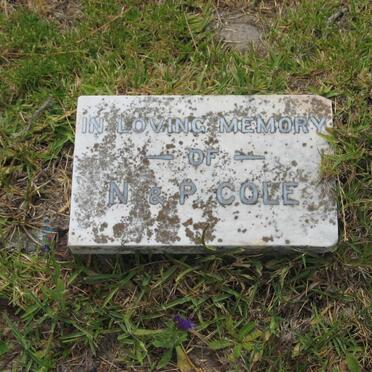 IN LOVING MEMORY
— OF —
N & P. COLE